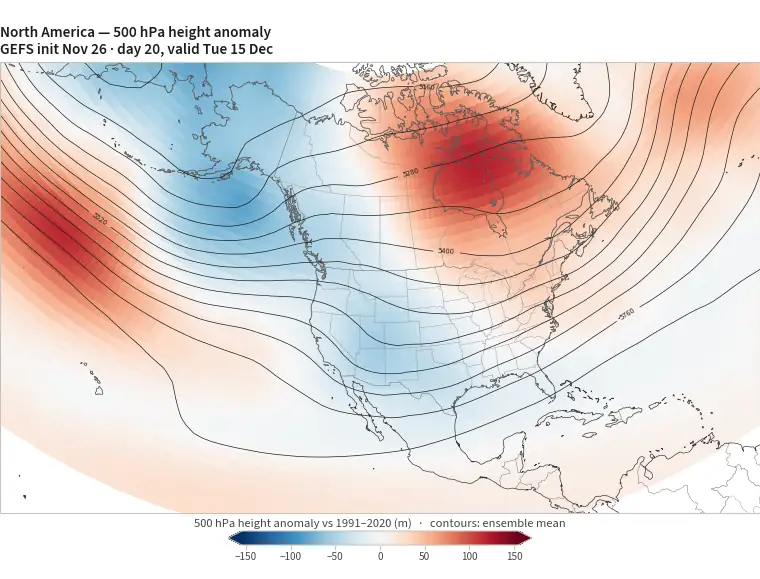 North America — 500 hPa height anomaly
GEFS init Nov 26 · day 20, valid Tue 15 Dec
5160
5280
5520
5400
5760
500 hPa height anomaly vs 1991–2020 (m) · contours: ensemble mean
−150 −100 −50 0 50 100 150